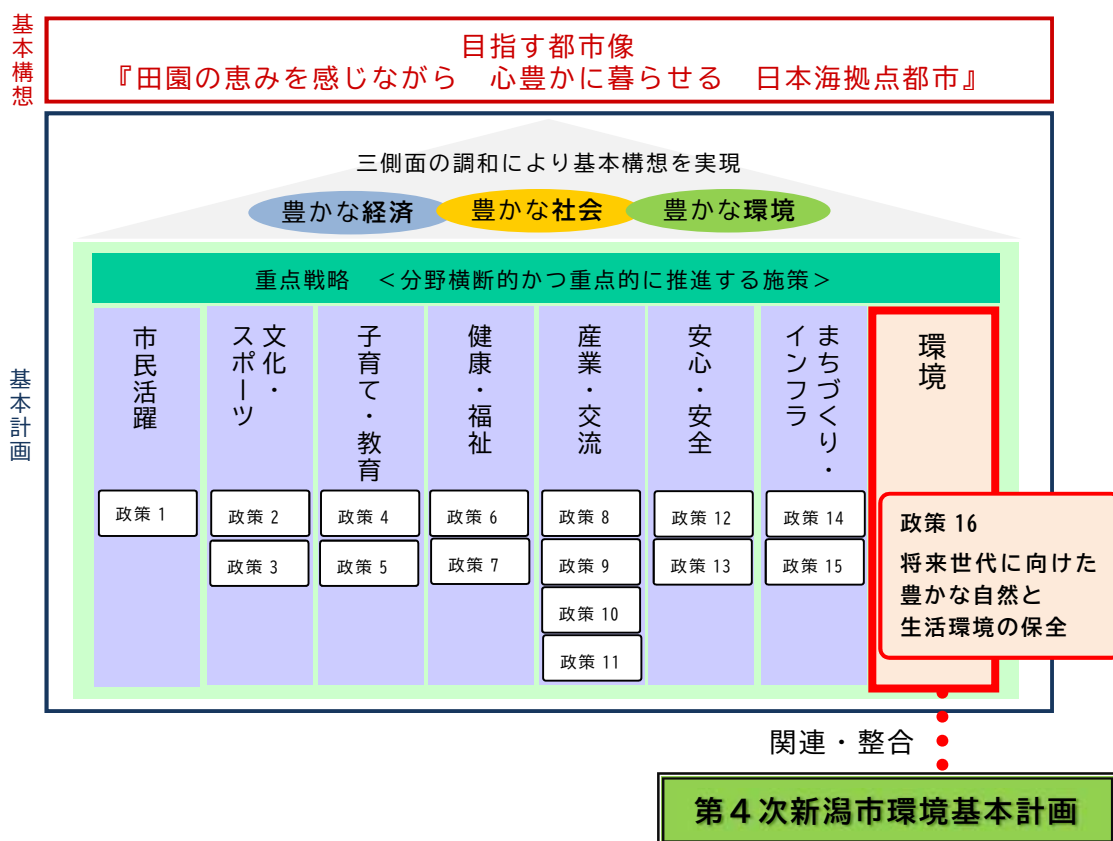 基本構想
目指す都市像
『田園の恵みを感じながら　心豊かに暮らせる　日本海拠点都市』
基本計画
三側面の調和により基本構想を実現
豊かな経済
豊かな社会
豊かな環境
重点戦略　＜分野横断的かつ重点的に推進する施策＞
市民活躍
文化・
スポーツ
子育て・教育
健康・福祉
産業・交流
安心・安全
まちづくり・
インフラ
環境
政策 1
政策 2
政策 3
政策 4
政策 5
政策 6
政策 7
政策 8
政策 9
政策 10
政策 11
政策 12
政策 13
政策 14
政策 15
政策 16
将来世代に向けた
豊かな自然と
生活環境の保全
関連・整合
第４次新潟市環境基本計画